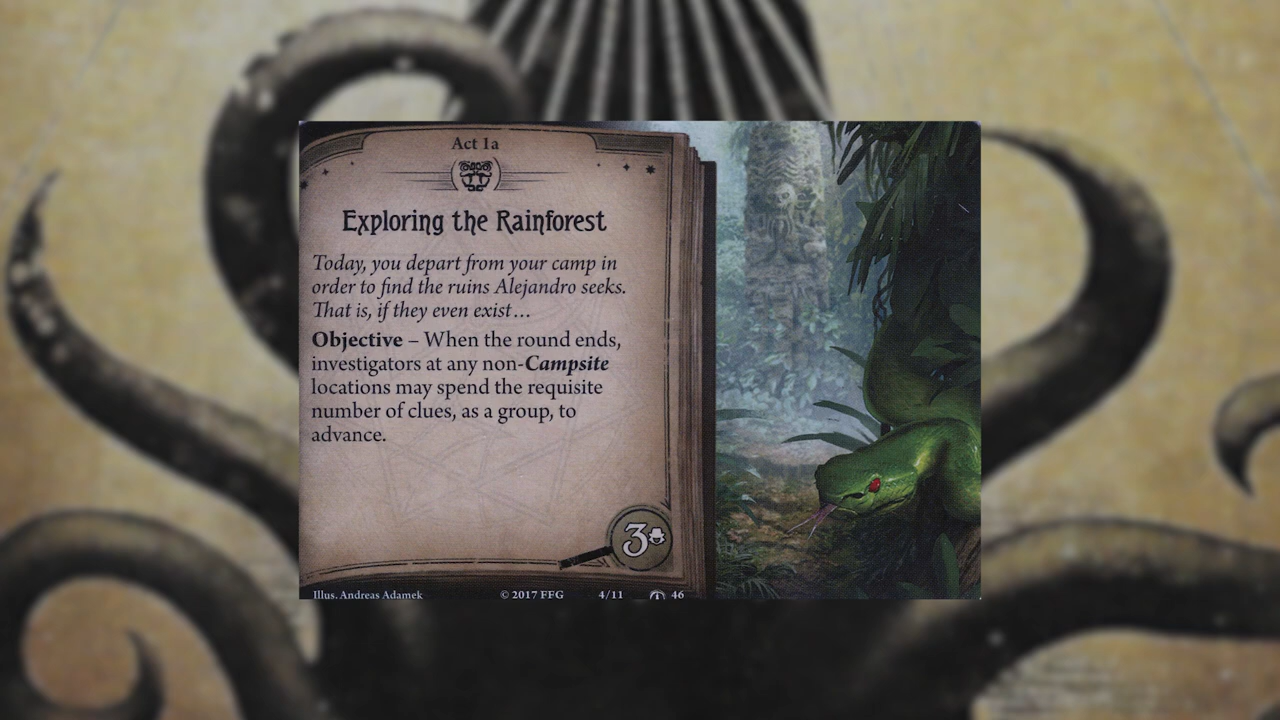 Act 1a
Exploring the Rainforest
Today, you depart from your camp in
order to find the ruins Alejandro seeks.
That is, if they even exist…
Objective – When the round ends,
investigators at any non-Campsite
locations may spend the requisite
number of clues, as a group, to
advance.
3
Illus. Andreas Adamek © 2017 FFG 4/11 46